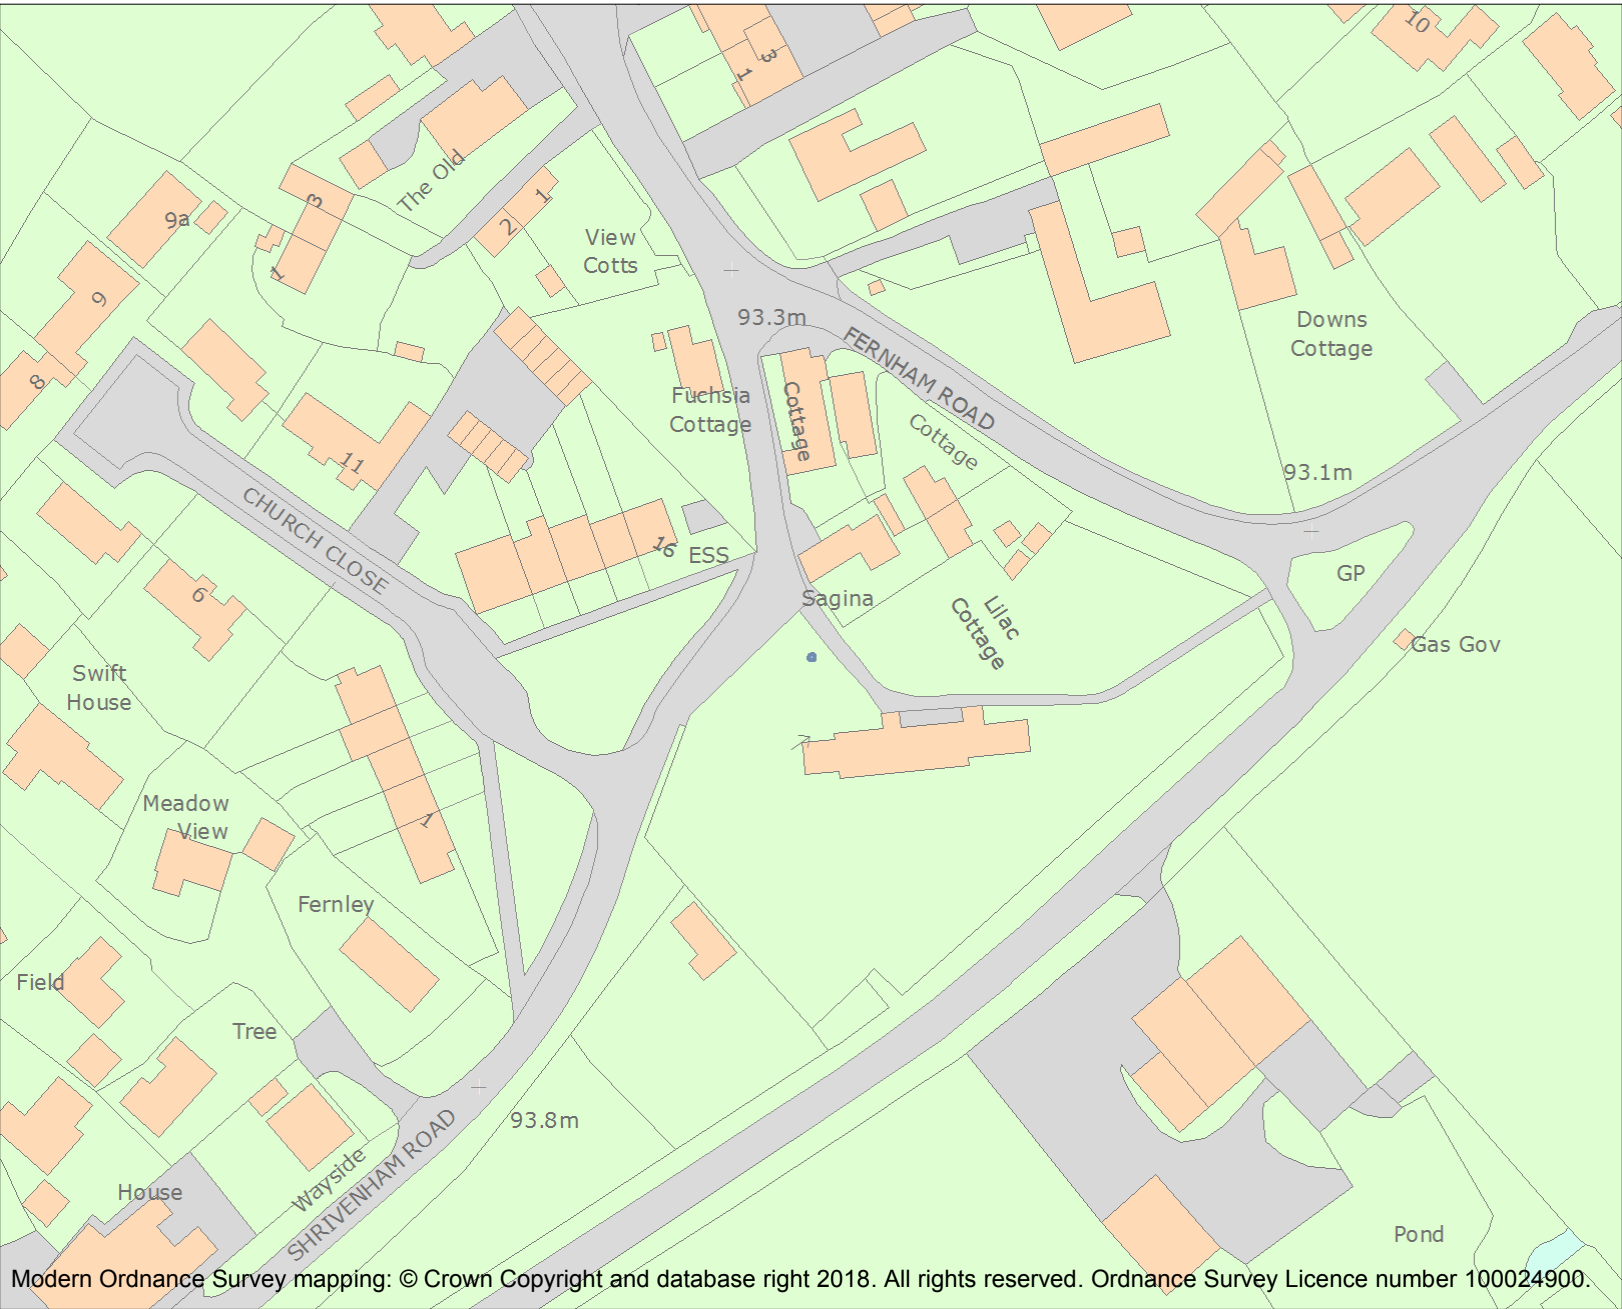 10
3
1
The Old
3
1
2
1
9a
View
Cotts
9
1
93.3m
FERNHAM ROAD
Downs
Cottage
8
Fuchsia
Cottage
Cottage
Cottage
11
93.1m
CHURCH CLOSE
16
ESS
GP
6
Sagina
Lilac
Cottage
Gas Gov
Swift
House
Meadow
View
1
Fernley
Field
Tree
93.8m
Wayside
House
SHRIVENHAM ROAD
Pond
Modern Ordnance Survey mapping: © Crown Copyright and database right 2018. All rights reserved. Ordnance Survey Licence number 100024900.